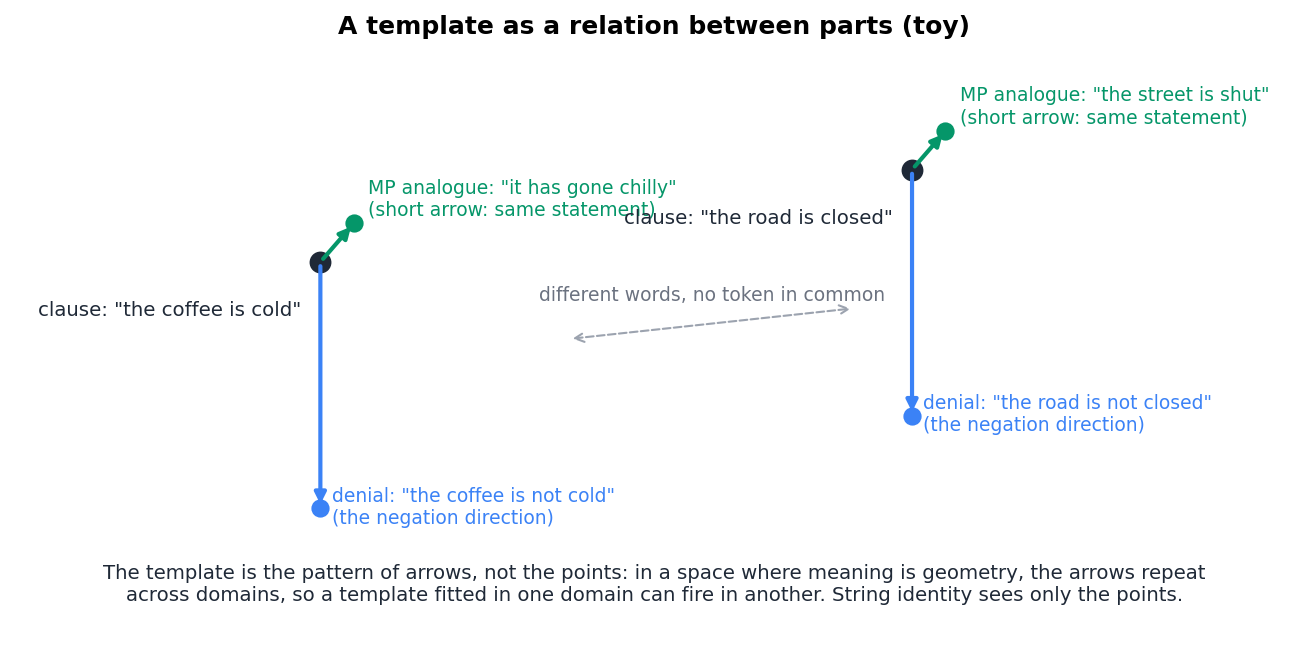 A template as a relation between parts (toy)
MP analogue: "the street is shut"
(short arrow: same statement)
MP analogue: "it has gone chilly"
(short arrow: same statement)
clause: "the road is closed"
different words, no token in common
clause: "the coffee is cold"
denial: "the road is not closed"
(the negation direction)
denial: "the coffee is not cold"
(the negation direction)
The template is the pattern of arrows, not the points: in a space where meaning is geometry, the arrows repeat
across domains, so a template fitted in one domain can fire in another. String identity sees only the points.